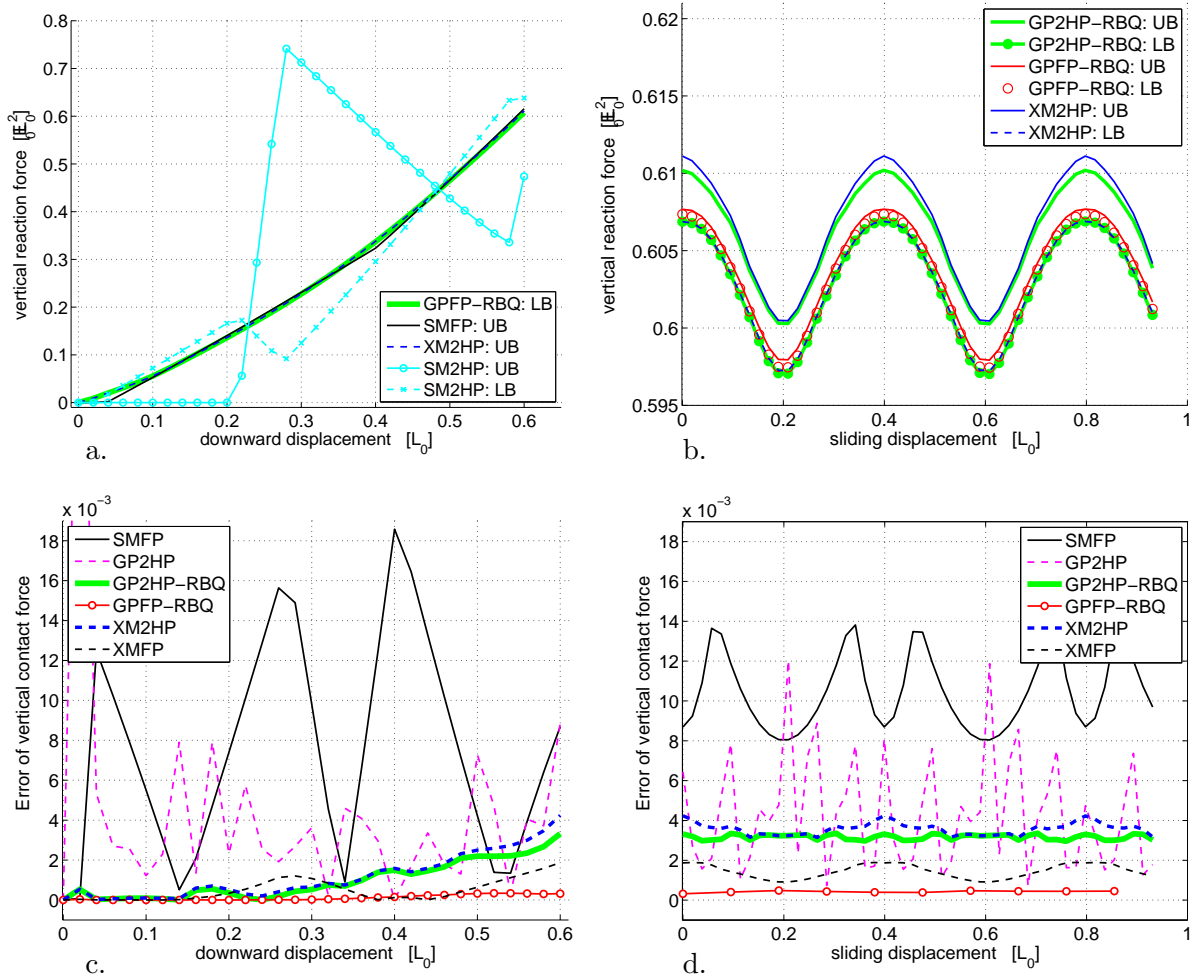 0.8
0.7
0.6
0.5
0.4
0.3
0.2
0.1
0
vertical reaction force
GPFP−RBQ: LB
SMFP: UB
XM2HP: UB
SM2HP: UB
SM2HP: LB
0 0.1 0.2 0.3 0.4 0.5 0.6
downward displacement [L0]
a.
0.62
0.615
0.61
0.605
0.6
0.595
vertical reaction force
GP2HP−RBQ: UB
GP2HP−RBQ: LB
GPFP−RBQ: UB
GPFP−RBQ: LB
XM2HP: UB
XM2HP: LB
0 0.2 0.4 0.6 0.8 1
sliding displacement [L0]
b.
x 10−3
18
16
14
12
10
8
6
4
2
0
Error of vertical contact force
SMFP
GP2HP
GP2HP−RBQ
GPFP−RBQ
XM2HP
XMFP
0 0.1 0.2 0.3 0.4 0.5 0.6
downward displacement [L0]
c.
x 10−3
18
16
14
12
10
8
6
4
2
0
Error of vertical contact force
SMFP
GP2HP
GP2HP−RBQ
GPFP−RBQ
XM2HP
XMFP
0 0.2 0.4 0.6 0.8 1
sliding displacement [L0]
d.